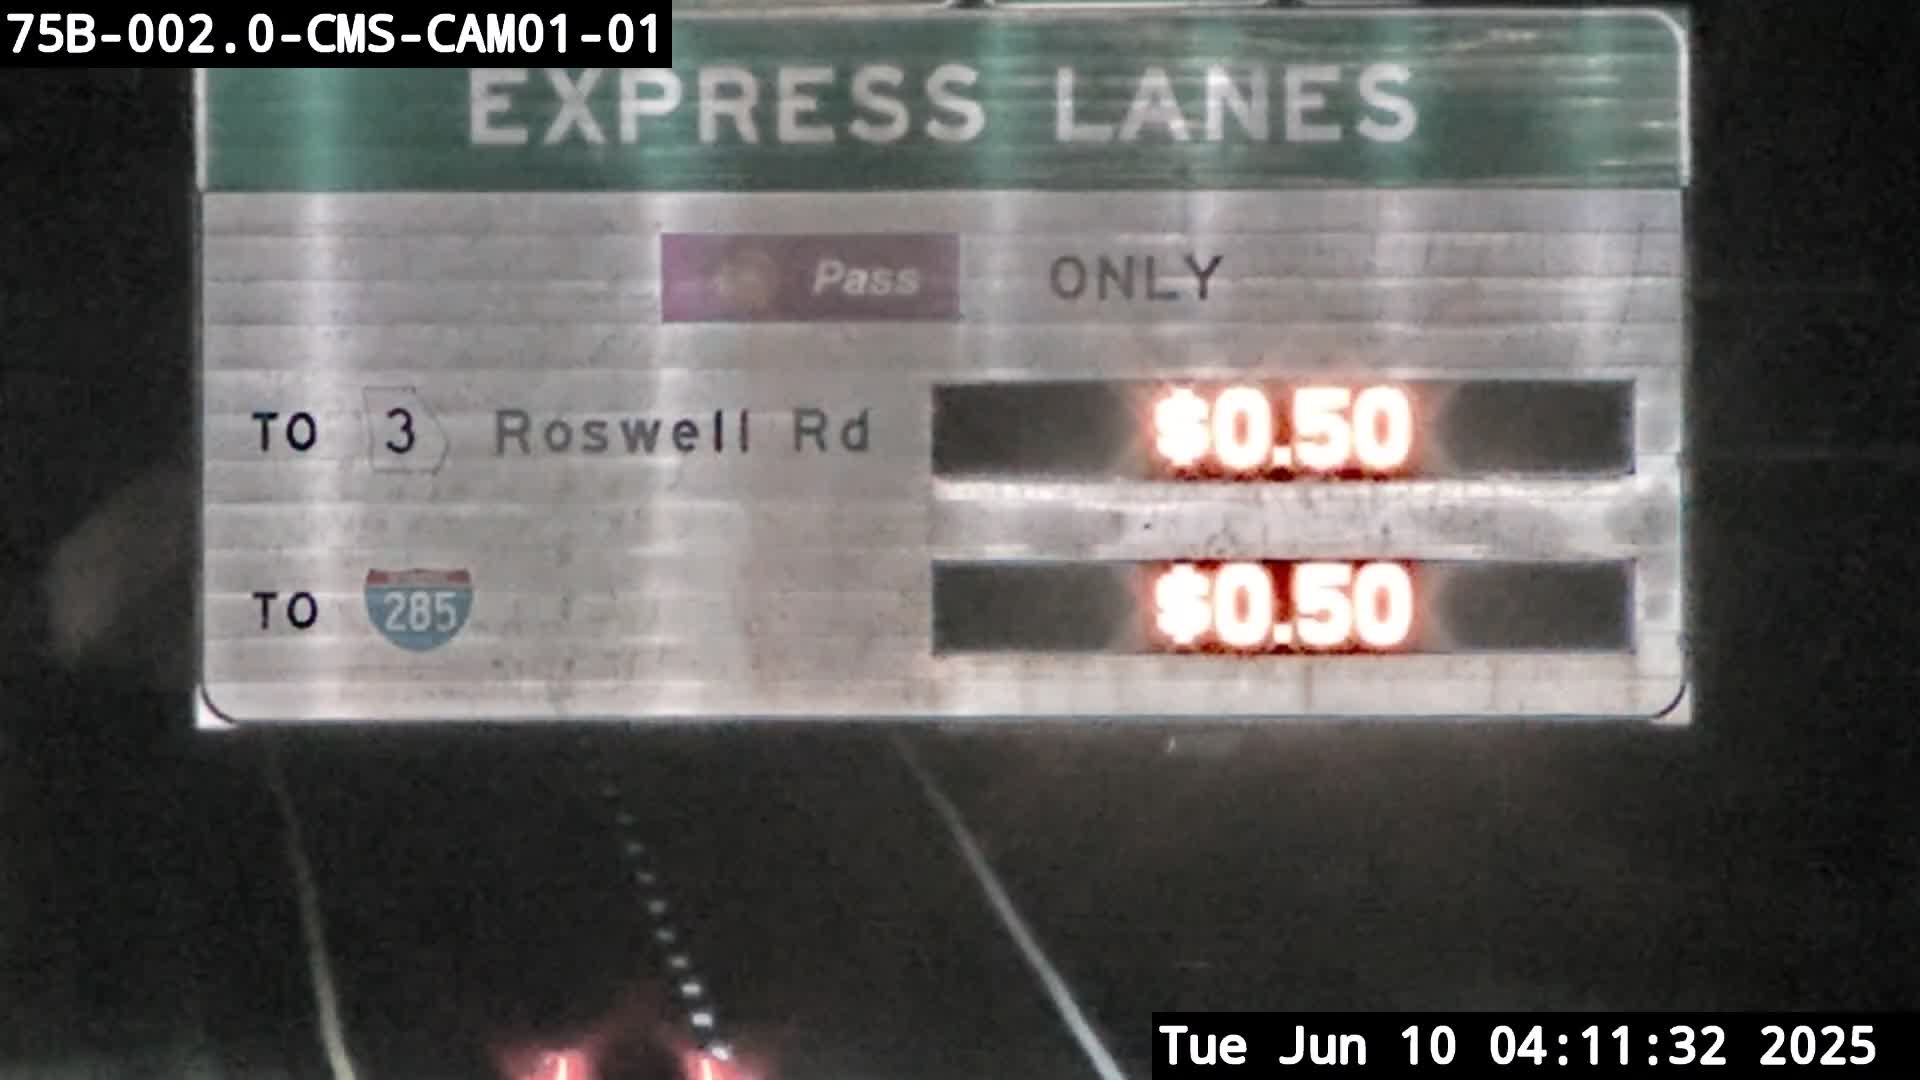 75B-002.0-CMS-CAM01-01
EXPRESS LANES
Pass ONLY
TO 3 Roswell Rd $0.50
TO 285 $0.50
Tue Jun 10 04:11:32 2025